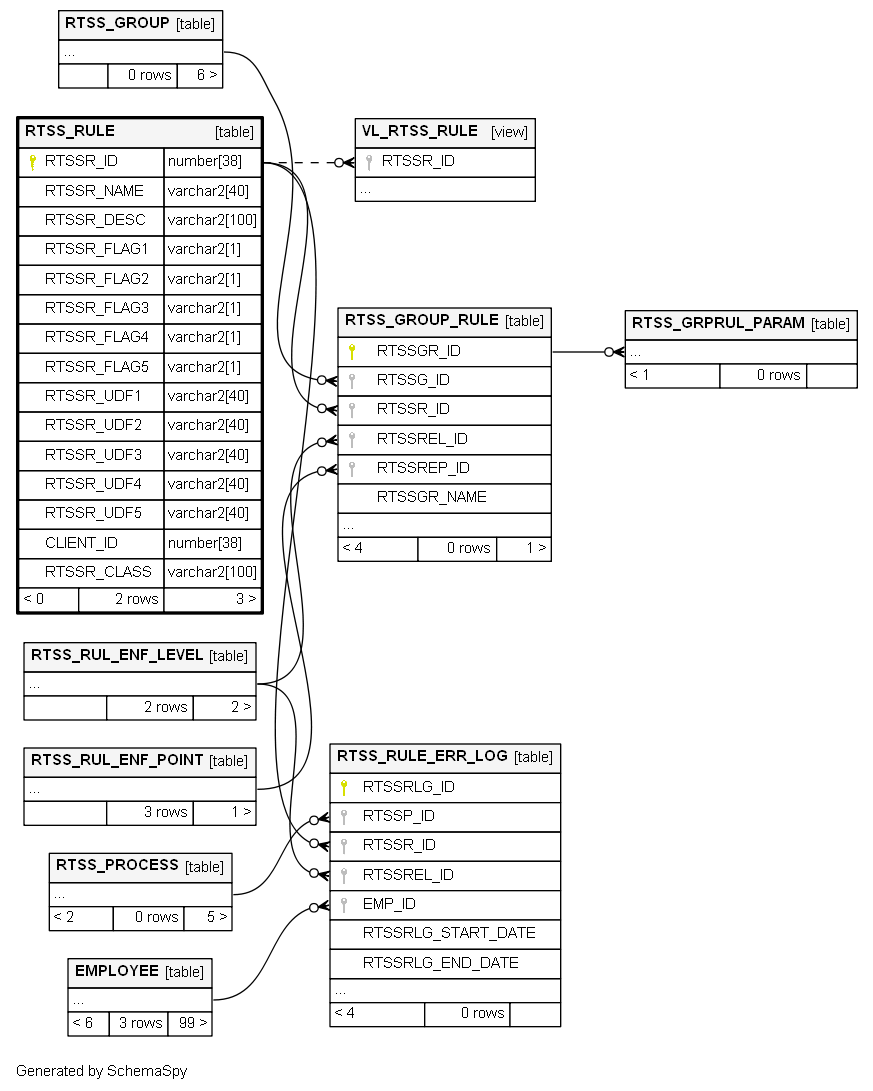 RTSS_GROUP [table]
...
0 rows 6 >
RTSS_RULE [table]
RTSSR_ID number[38]
RTSSR_NAME varchar2[40]
RTSSR_DESC varchar2[100]
RTSSR_FLAG1 varchar2[1]
RTSSR_FLAG2 varchar2[1]
RTSSR_FLAG3 varchar2[1]
RTSSR_FLAG4 varchar2[1]
RTSSR_FLAG5 varchar2[1]
RTSSR_UDF1 varchar2[40]
RTSSR_UDF2 varchar2[40]
RTSSR_UDF3 varchar2[40]
RTSSR_UDF4 varchar2[40]
RTSSR_UDF5 varchar2[40]
CLIENT_ID number[38]
RTSSR_CLASS varchar2[100]
< 0 2 rows 3 >
VL_RTSS_RULE [view]
RTSSR_ID
...
RTSS_GROUP_RULE [table]
RTSSGR_ID
RTSSG_ID
RTSSR_ID
RTSSREL_ID
RTSSREP_ID
RTSSGR_NAME
...
< 4 0 rows 1 >
RTSS_GRPRUL_PARAM [table]
...
< 1 0 rows
RTSS_RUL_ENF_LEVEL [table]
...
2 rows 2 >
RTSS_RUL_ENF_POINT [table]
...
3 rows 1 >
RTSS_PROCESS [table]
...
< 2 0 rows 5 >
EMPLOYEE [table]
...
< 6 3 rows 99 >
RTSS_RULE_ERR_LOG [table]
RTSSRLG_ID
RTSSP_ID
RTSSR_ID
RTSSREL_ID
EMP_ID
RTSSRLG_START_DATE
RTSSRLG_END_DATE
...
< 4 0 rows
Generated by SchemaSpy